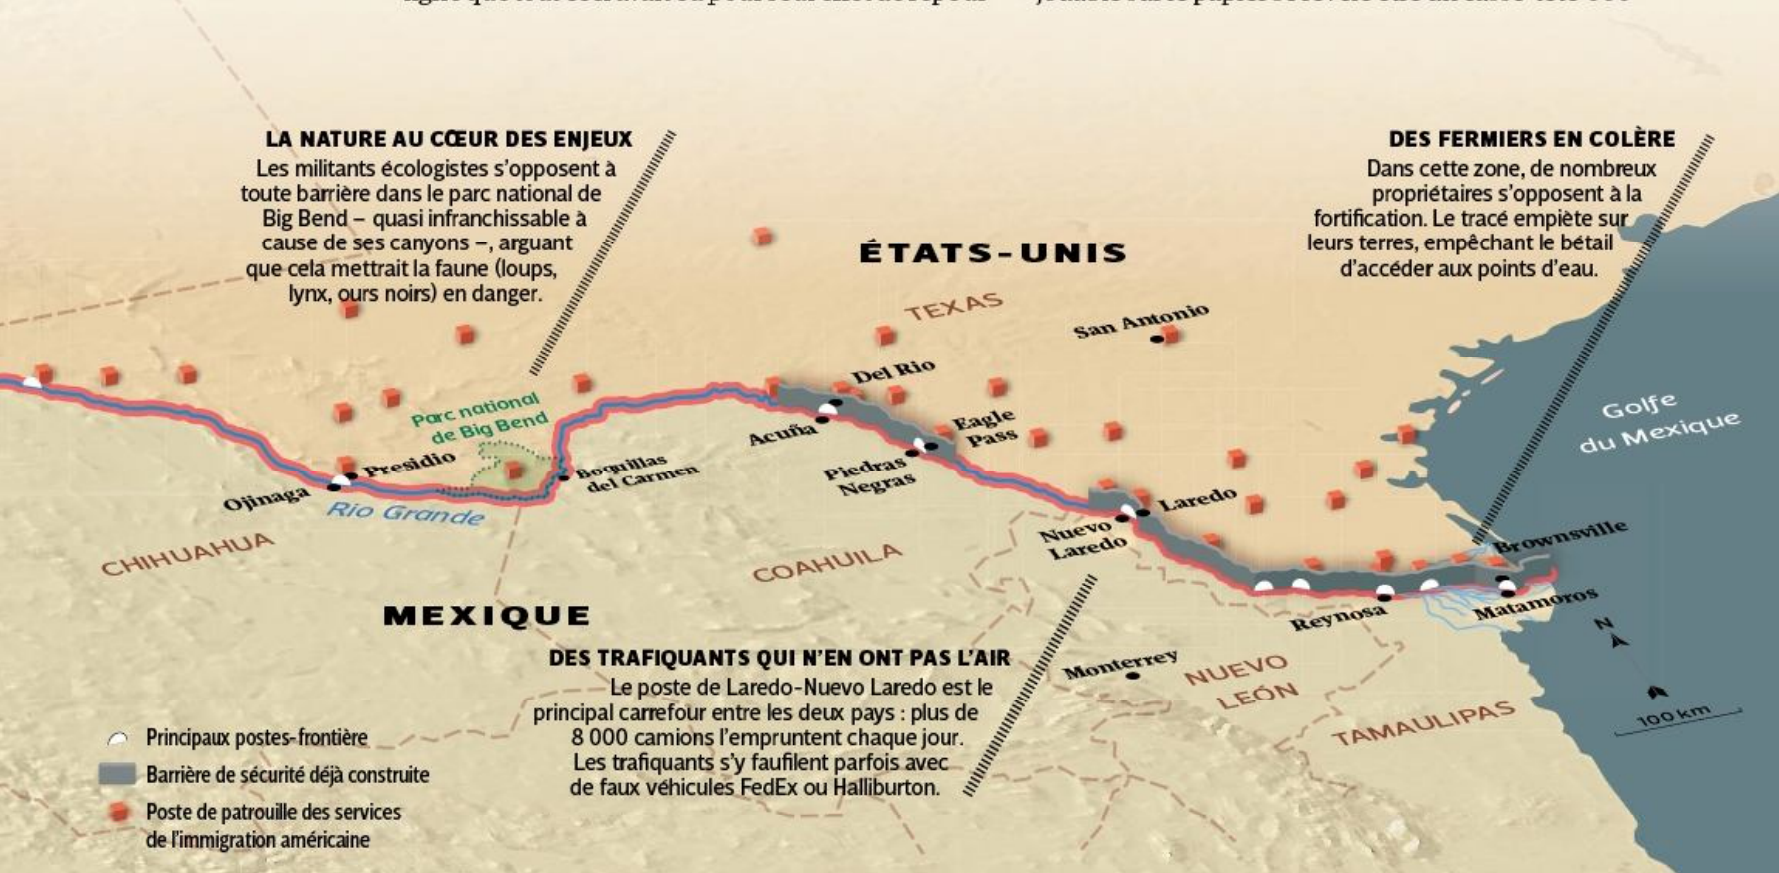 LA NATURE AU CŒUR DES ENJEUX
Les militants écologistes s'opposent à
toute barrière dans le parc national de
Big Bend – quasi infranchissable à
cause de ses canyons –, arguant
que cela mettrait la faune (loups,
lynx, ours noirs) en danger.
DES FERMIERS EN COLÈRE
Dans cette zone, de nombreux
propriétaires s'opposent à la
fortification. Le tracé empiète sur
leurs terres, empêchant le bétail
d'accéder aux points d'eau.
ÉTATS-UNIS
TEXAS
San Antonio
Del Rio
Acuña
Eagle
Pass
Piedras
Negras
Parc national
de Big Bend
Presidio
Ojinaga
Boquillas
del Carmen
Rio Grande
Golfe
du Mexique
Laredo
Nuevo
Laredo
Brownsville
Matamoros
Reynosa
CHIHUAHUA
COAHUILA
MEXIQUE
Monterrey
NUEVO
LEÓN
TAMAULIPAS
N
100 km
DES TRAFIQUANTS QUI N'EN ONT PAS L'AIR
Le poste de Laredo-Nuevo Laredo est le
principal carrefour entre les deux pays : plus de
8 000 camions l'empruntent chaque jour.
Les trafiquants s'y faufilent parfois avec
de faux véhicules FedEx ou Halliburton.
Principaux postes-frontière
Barrière de sécurité déjà construite
Poste de patrouille des services
de l'immigration américaine